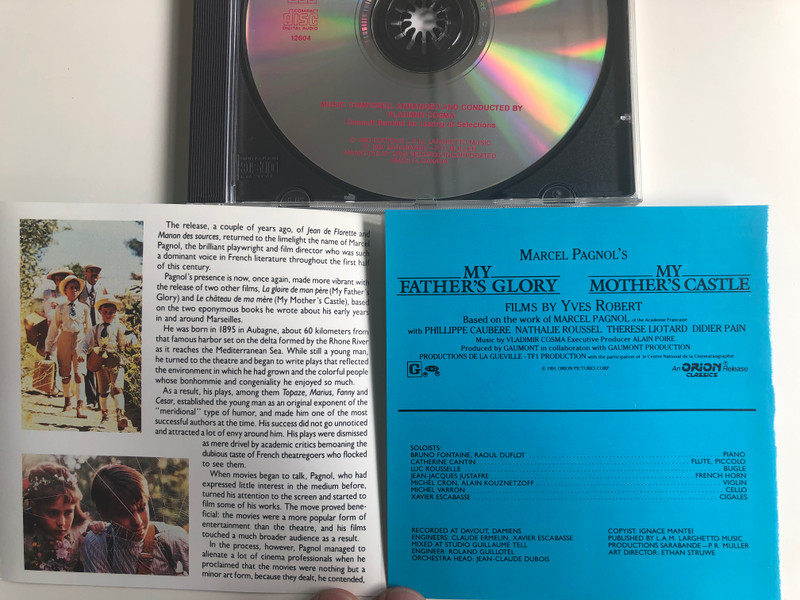 COMPACT
disc
DIGITAL AUDIO
12604
MUSIC COMPOSED, ARRANGED AND CONDUCTED BY
VLADIMIR COSMA
The release, a couple of years ago, of Jean de Florette and
Manon des sources, returned to the limelight the name of Marcel
Pagnol, the brilliant playwright and film director who was such
a dominant voice in French literature throughout the first half
of this century.
Pagnol's presence is now, once again, made more vibrant with
the release of two other films, La gloire de mon père (My Father's
Glory) and Le château de ma mère (My Mother's Castle), based
on the two eponymous books he wrote about his early years
in and around Marseilles.
He was born in 1895 in Aubagne, about 60 kilometers from
that famous harbor set on the delta formed by the Rhone River
as it reaches the Mediterranean Sea. While still a young man,
he turned to the theatre and began to write plays that reflected
the environment in which he had grown and the colorful people
whose bonhommie and congeniality he enjoyed so much.
As a result, his plays, among them Topaze, Marius, Fanny and
Cesar, established the young man as an original exponent of the
"meridional" type of humor, and made him one of the most
successful authors at the time. His success did not go unnoticed
and attracted a lot of envy around him. His plays were dismissed
as mere drivel by academic critics bemoaning the
dubious taste of French theatregoers who flocked
to see them.
When movies began to talk, Pagnol, who had
expressed little interest in the medium before,
turned his attention to the screen and started to
film some of his works. The move proved bene-
ficial: the movies were a more popular form of
entertainment than the theatre, and his films
touched a much broader audience as a result.
In the process, however, Pagnol managed to
alienate a lot of cinema professionals when he
proclaimed that the movies were nothing but a
minor art form, because they dealt, he contended,
MARCEL PAGNOL'S
MY FATHER'S GLORY
MY MOTHER'S CASTLE
FILMS BY YVES ROBERT
Based on the work of MARCEL PAGNOL de l'Académie Francaise
with PHILLIPPE CAUBERE NATHALIE ROUSSEL THERESE LIOTARD DIDIER PAIN
Music by VLADIMIR COSMA Executive Producer ALAIN POIRE
Produced by GAUMONT in collaboraton with GAUMONT PRODUCTION
PRODUCTIONS DE LA GUEVILLE - TF1 PRODUCTION with the participation of le Centre National de la Cinematographie
G
© 1991 ORION PICTURES CORP
An ORION CLASSICS Release
SOLOISTS:
BRUNO FONTAINE, RAOUL DUFLOT PIANO
CATHERINE CANTIN FLUTE, PICCOLO
LUC ROUSSELLE BUGLE
JEAN-JACQUES JUSTAFRE FRENCH HORN
MICHEL CRON, ALAIN KOUZNETZOFF VIOLIN
MICHEL VARRON CELLO
XAVIER ESCABASSE CIGALES
RECORDED AT DAVOUT, DAMIENS
ENGINEERS: CLAUDE ERMELIN, XAVIER ESCABASSE
MIXED AT STUDIO GUILLAUME TELL
ENGINEER: ROLAND GUILLOTEL
ORCHESTRA HEAD: JEAN-CLAUDE DUBOIS
COPYIST: IGNACE MANTEI
PUBLISHED BY L.A.M. LARGHETTO MUSIC
PRODUCTIONS SARABANDE—P.R. MULLER
ART DIRECTOR: ETHAN STRUWE